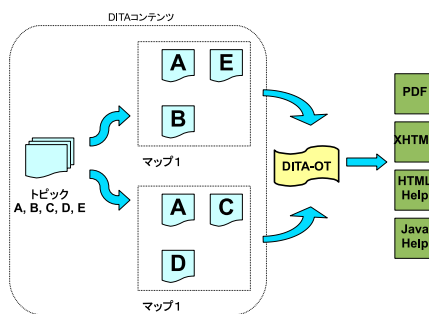 DITAコンテンツ
A
E
B
マップ1
トピック
A, B, C, D, E
A
C
D
マップ1
DITA-OT
PDF
XHTM
HTML
Help
Java
Help